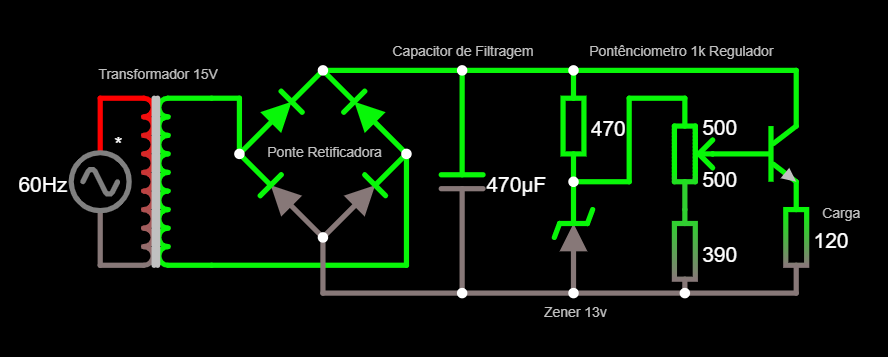 Capacitor de Filtragem
Pontênciometro 1k Regulador
Transformador 15V
*
Ponte Retificadora
60Hz
470µF
470
500
500
390
Carga
120
Zener 13v